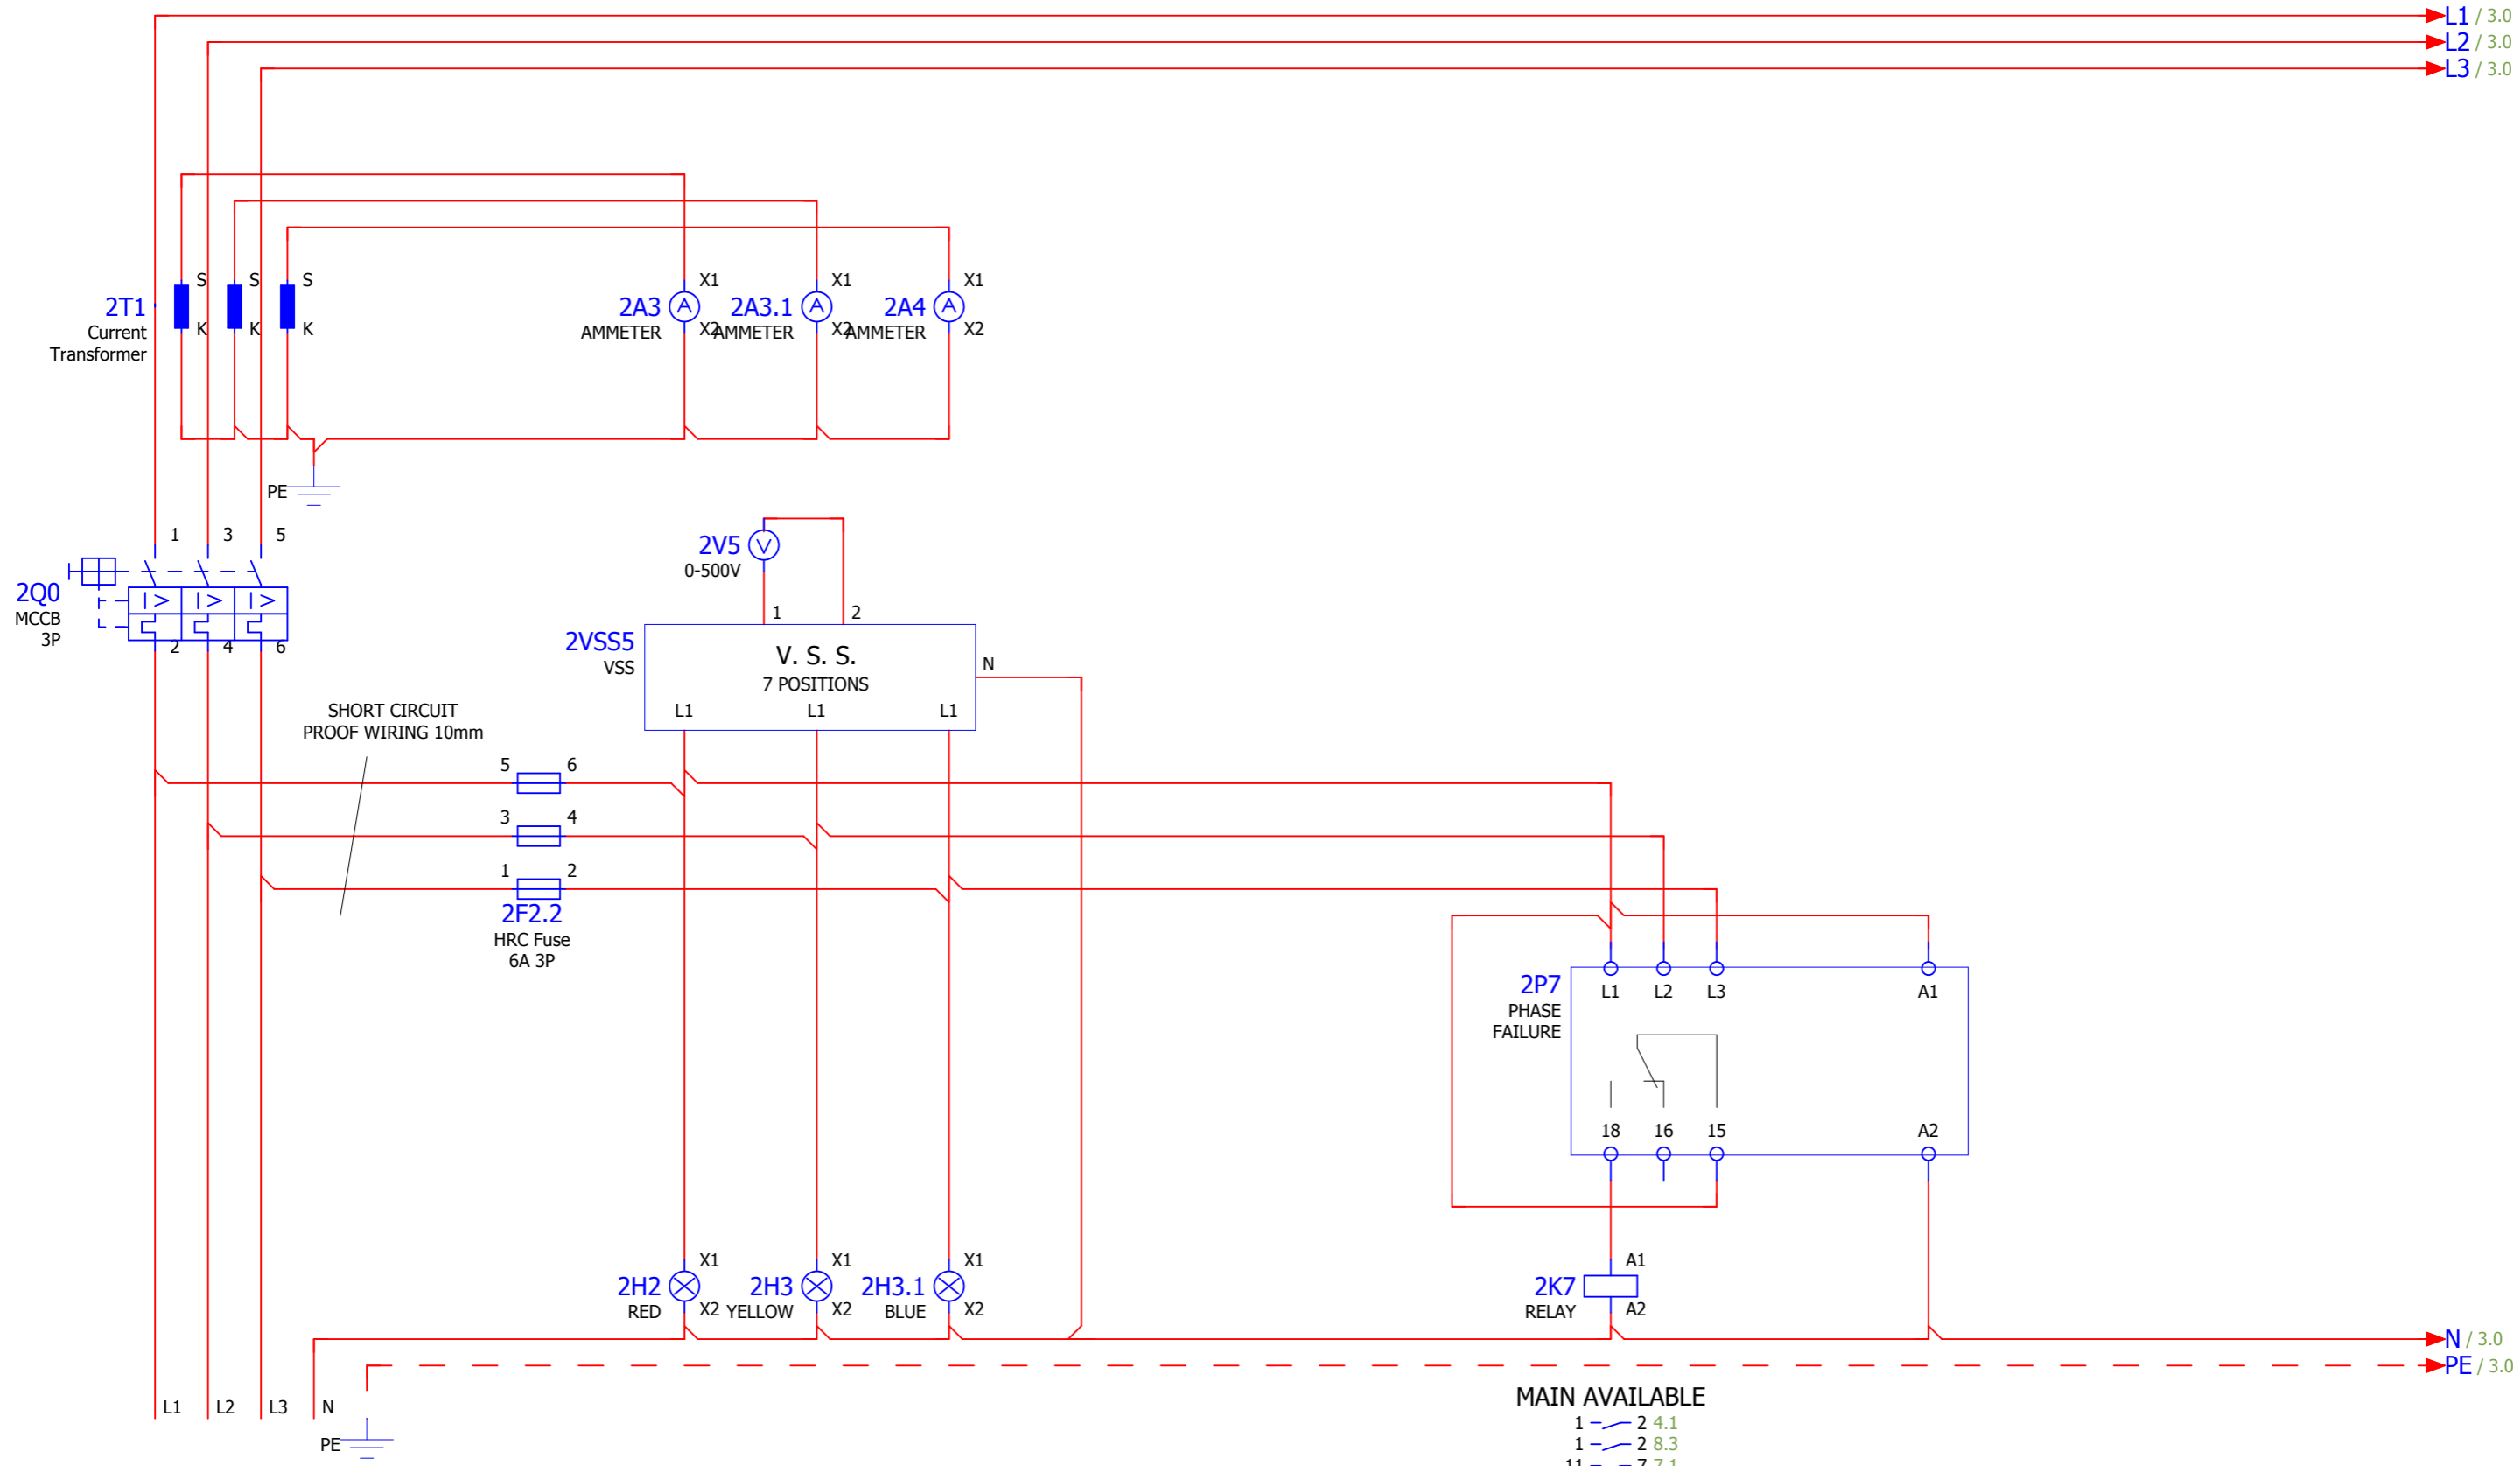 L1 / 3.0
L2 / 3.0
L3 / 3.0
S S S X1 X1 X1
2T1 2A3 2A3.1 2A4
Current K K K AMMETER X2 AMMETER X2 AMMETER X2
Transformer
PE
1 3 5
2V5
0-500V
2Q0
MCCB
3P
1 2
2 4 6
2VSS5 V. S. S.
VSS N
7 POSITIONS
L1 L1 L1
SHORT CIRCUIT
PROOF WIRING 10mm
5 6
3 4
1 2
2F2.2
HRC Fuse
6A 3P
2P7 L1 L2 L3 A1
PHASE
FAILURE
18 16 15 A2
X1 X1 X1 A1
2H2 2H3 2H3.1 2K7
RED X2 YELLOW X2 BLUE X2 RELAY A2
N / 3.0
PE / 3.0
L1 L2 L3 N
PE
MAIN AVAILABLE
1 2 4.1
1 2 8.3
11 7 7.1